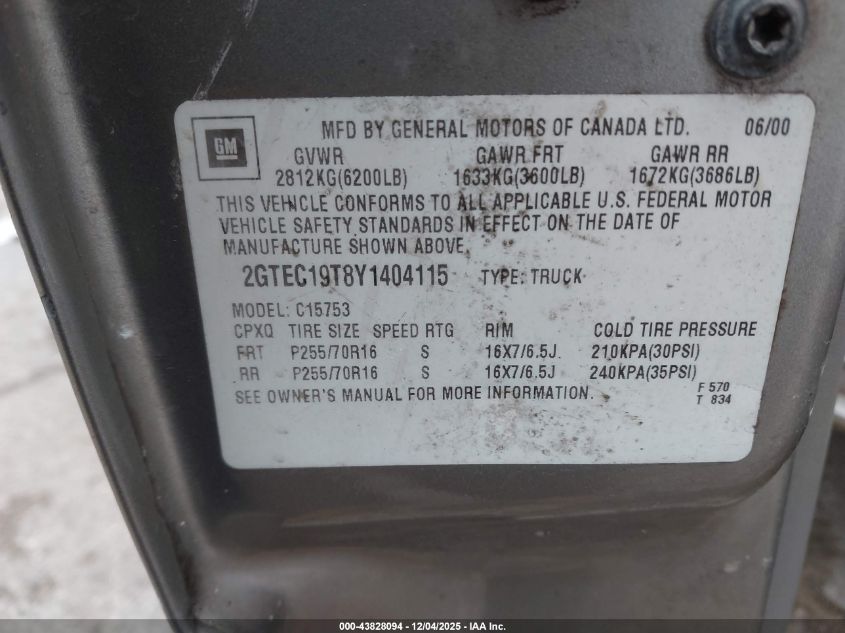 GM
MFD BY GENERAL MOTORS OF CANADA LTD. 06/00
GVWR GAWR FRT GAWR RR
2812KG(6200LB) 1633KG(3600LB) 1672KG(3686LB)
THIS VEHICLE CONFORMS TO ALL APPLICABLE U.S. FEDERAL MOTOR
VEHICLE SAFETY STANDARDS IN EFFECT ON THE DATE OF
MANUFACTURE SHOWN ABOVE.
2GTEC19T8Y1404115 TYPE: TRUCK
MODEL: C15753
CPXQ TIRE SIZE SPEED RTG RIM COLD TIRE PRESSURE
FRT P255/70R16 S 16X7/6.5J 210KPA(30PSI)
RR P255/70R16 S 16X7/6.5J 240KPA(35PSI)
SEE OWNER'S MANUAL FOR MORE INFORMATION.
F 570
T 834
000-43828094 - 12/04/2025 - IAA Inc.